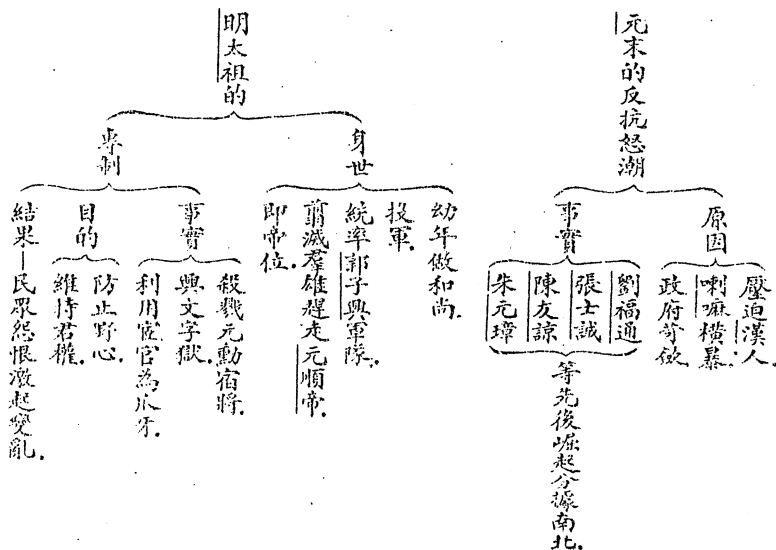 元末的反抗怒潮
原因
壓迫漢人.
喇嘛橫暴.
政府苛斂
事實
劉福通
張士誠
陳友諒
朱元璋
等先後崛起分據南北.
明太祖的
身世
幼年做和尚.
投軍.
統率郭子興軍隊.
翦滅羣雄趕走元順帝.
即帝位.
專制
事實
殺戮元勳宿將.
興文字獄.
利用宦官為爪牙.
目的
防止野心.
維持君權.
結果—民眾怨恨激起變亂.